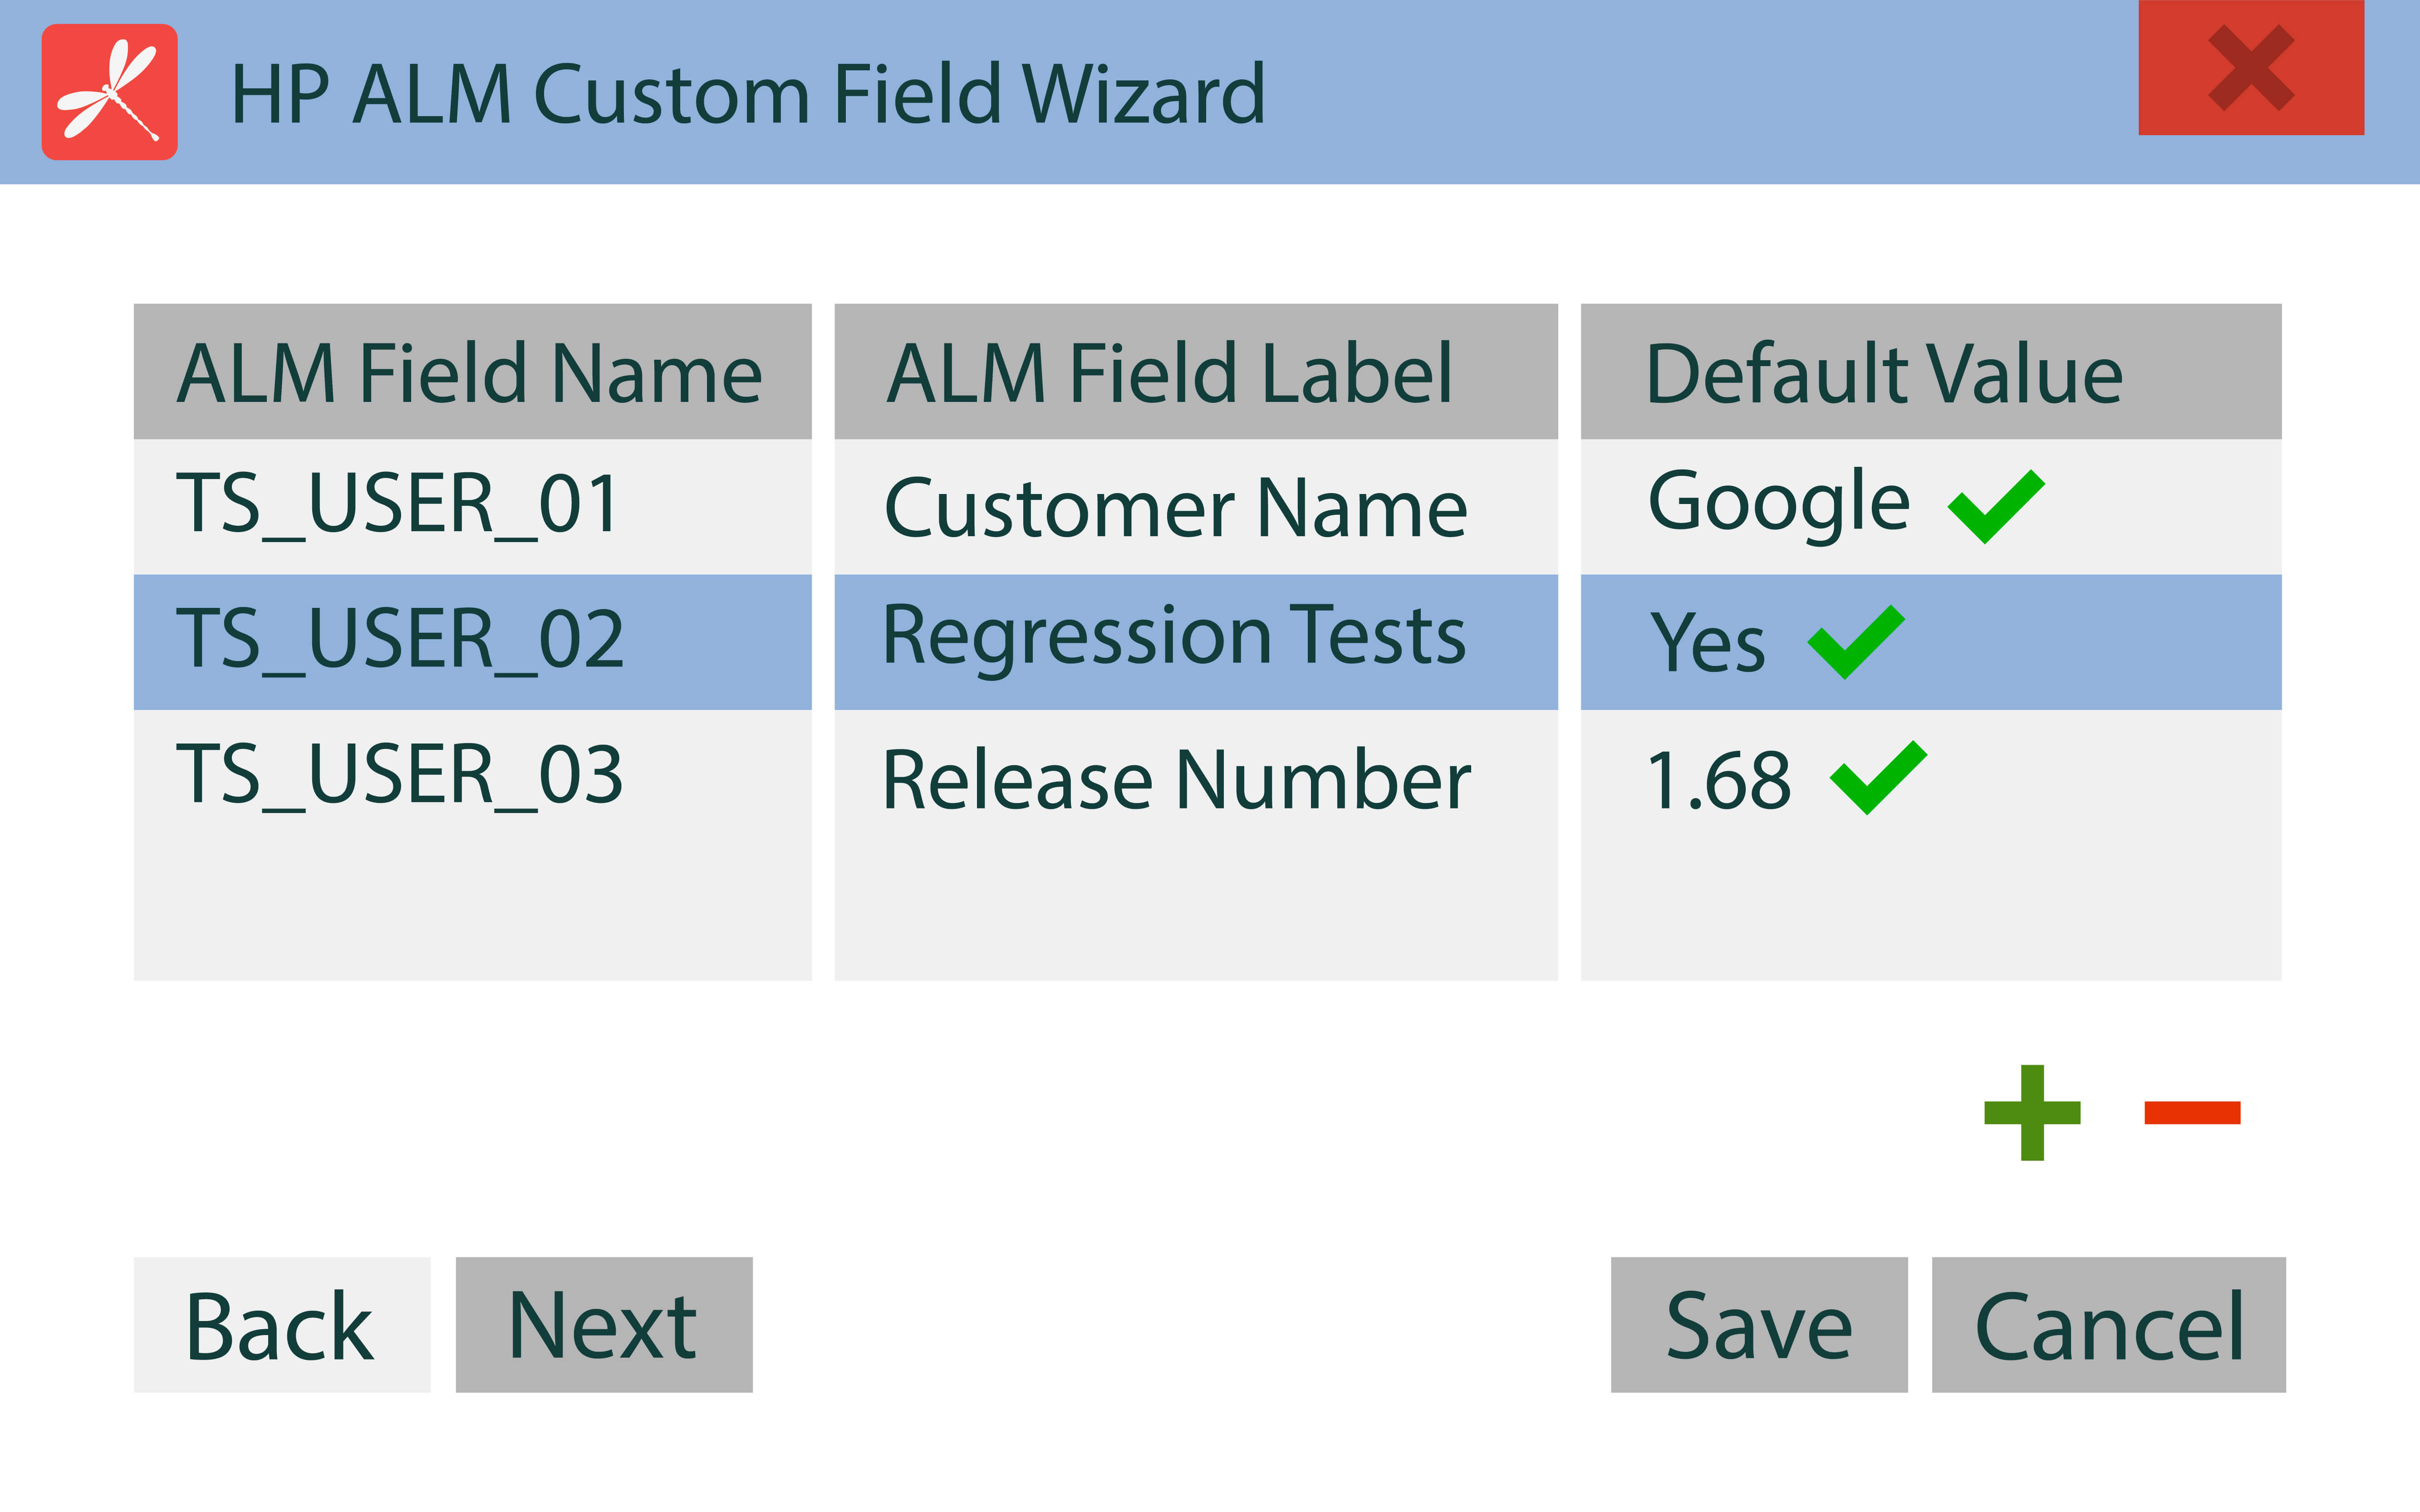 HP ALM Custom Field Wizard
ALM Field Name ALM Field Label Default Value
TS_USER_01 Customer Name Google
TS_USER_02 Regression Tests Yes
TS_USER_03 Release Number 1.68
Back Next Save Cancel